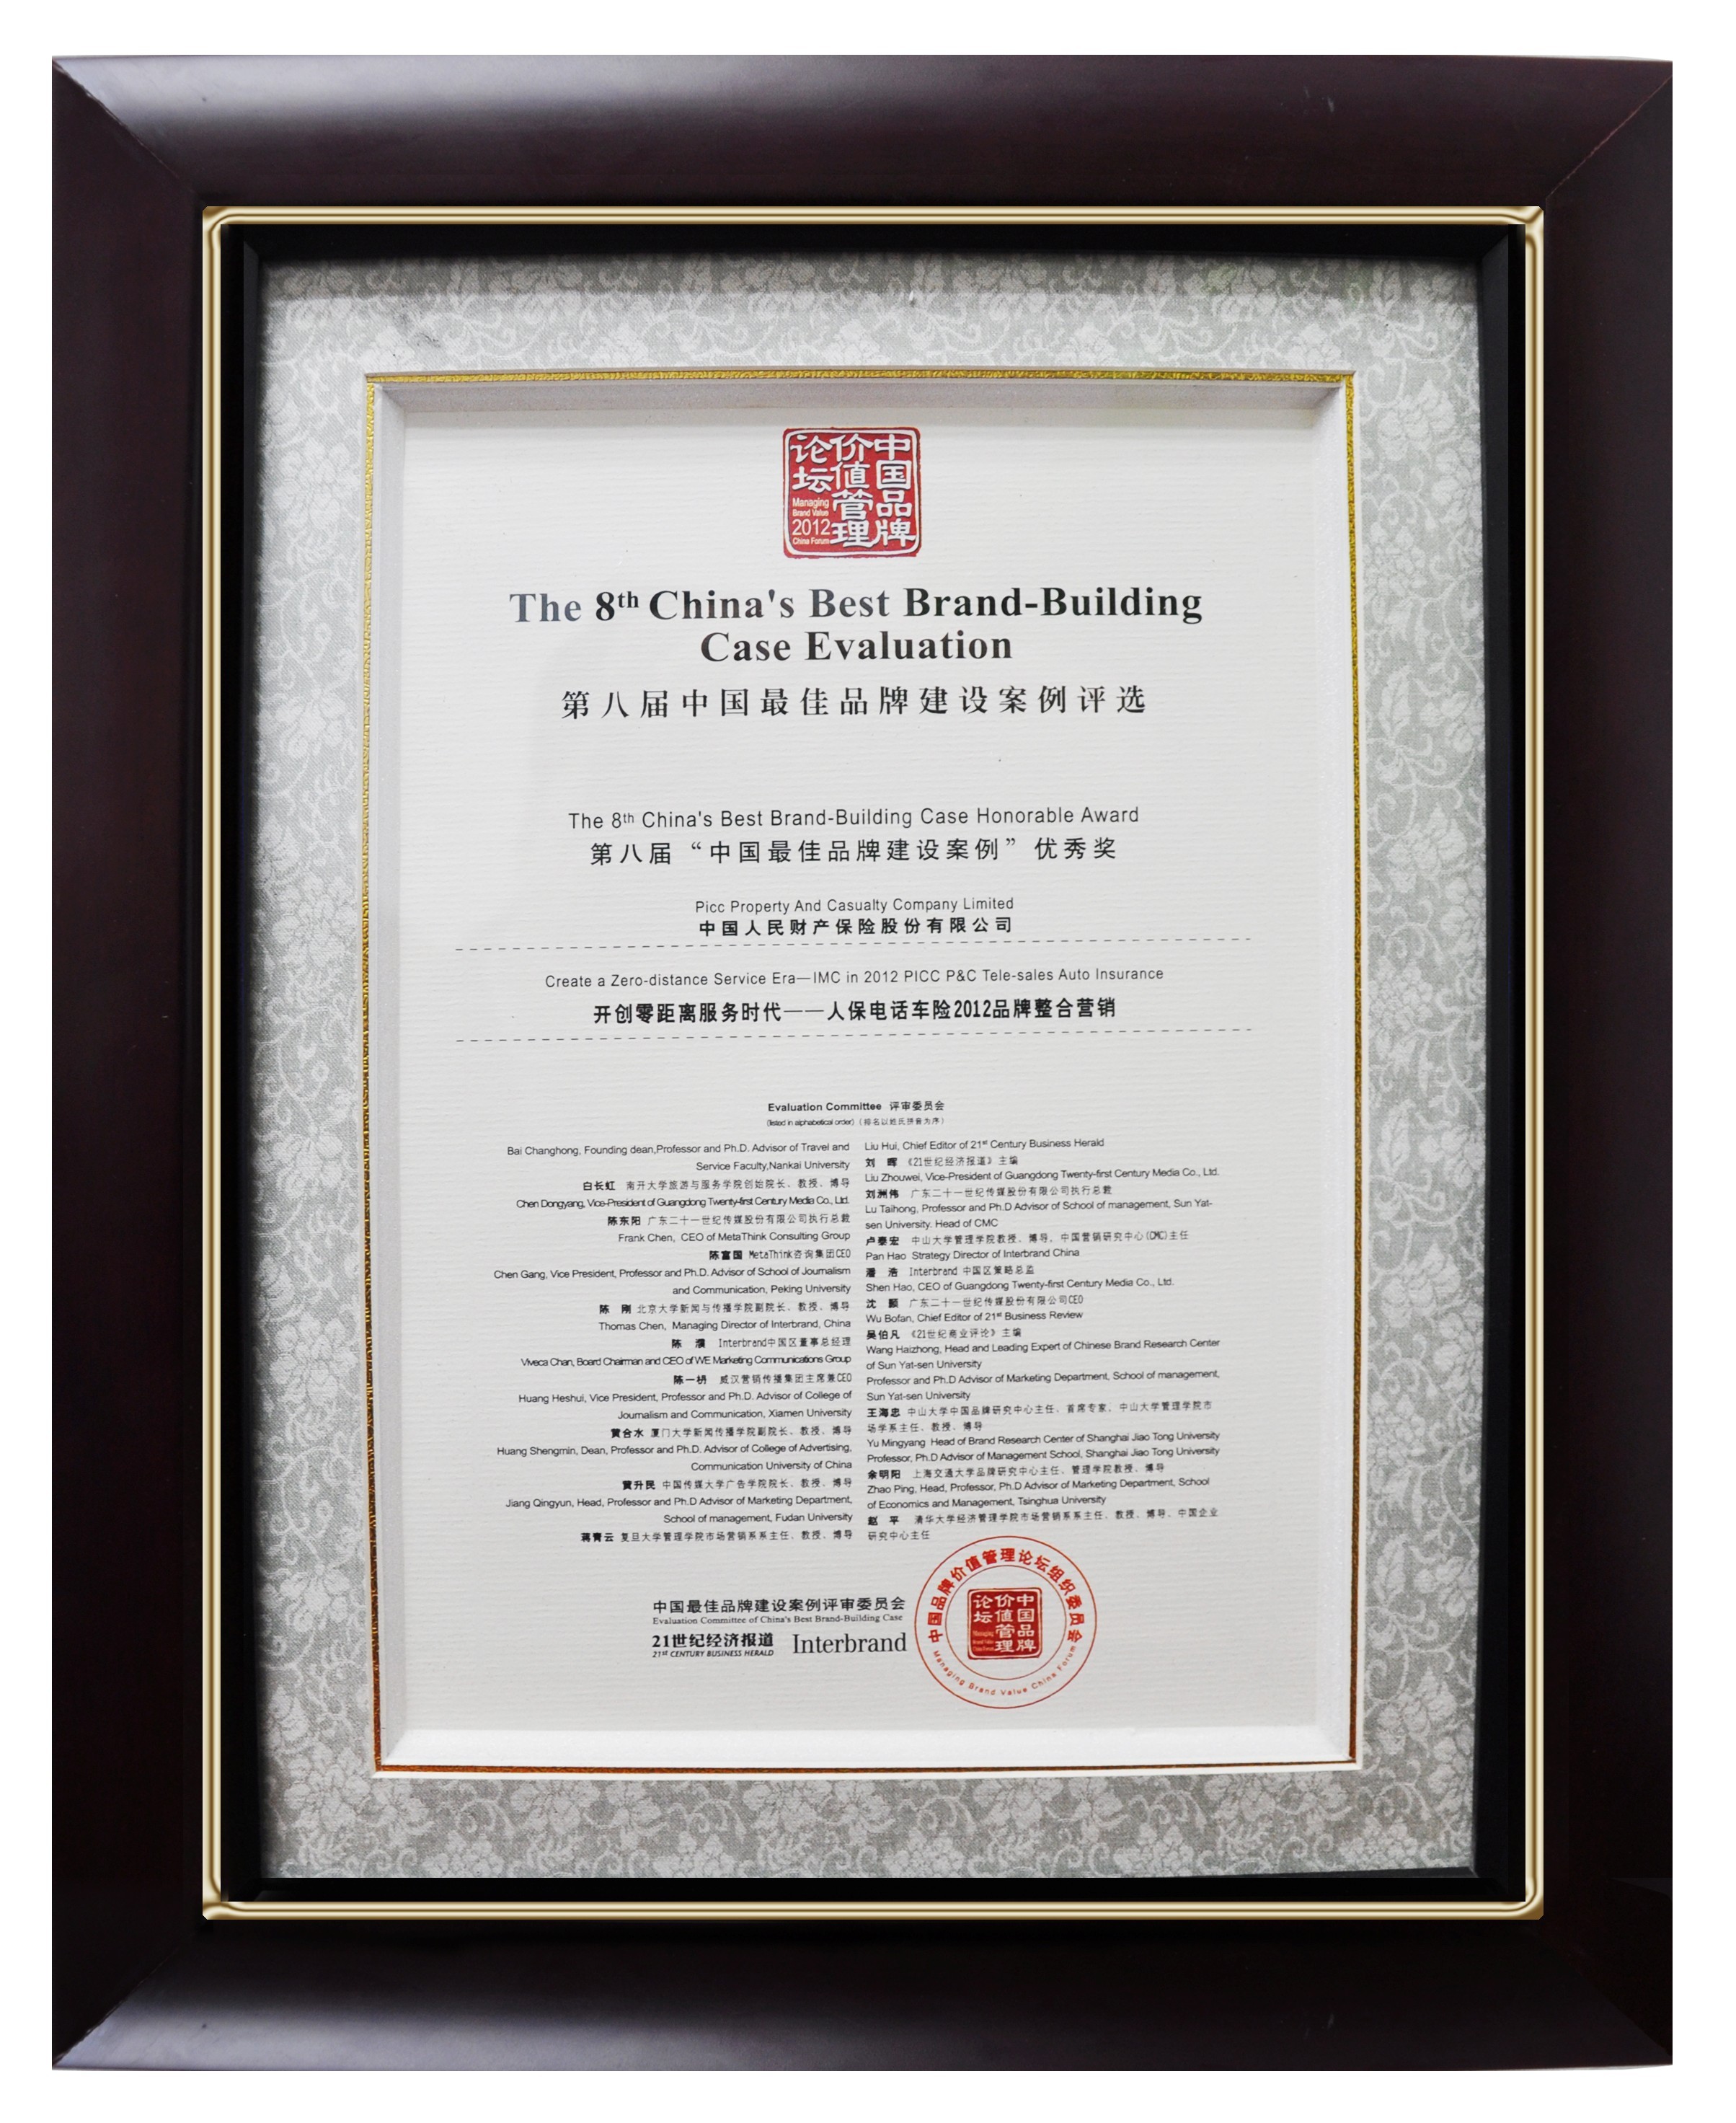 中国品牌
价值管理
论坛
Managing
Brand Value
2012
China Forum
The 8th China's Best Brand-Building
Case Evaluation
第八届中国最佳品牌建设案例评选
The 8th China's Best Brand-Building Case Honorable Award
第八届“中国最佳品牌建设案例”优秀奖
Picc Property And Casualty Company Limited
中国人民财产保险股份有限公司
Create a Zero-distance Service Era—IMC in 2012 PICC P&C Tele-sales Auto Insurance
开创零距离服务时代——人保电话车险2012品牌整合营销
Evaluation Committee 评审委员会
(listed in alphabetical order)（排名以姓氏拼音为序）
Bai Changhong, Founding dean,Professor and Ph.D. Advisor of Travel and
Service Faculty,Nankai University
白长虹 南开大学旅游与服务学院创始院长、教授、博导
Chen Dongyang, Vice-President of Guangdong Twenty-first Century Media Co., Ltd.
陈东阳 广东二十一世纪传媒股份有限公司执行总裁
Frank Chen, CEO of MetaThink Consulting Group
陈富国 MetaThink咨询集团CEO
Chen Gang, Vice President, Professor and Ph.D. Advisor of School of Journalism
and Communication, Peking University
陈 刚 北京大学新闻与传播学院副院长、教授、博导
Thomas Chen, Managing Director of Interbrand, China
陈 濮 Interbrand中国区董事总经理
Viveca Chan, Board Chairman and CEO of WE Marketing Communications Group
陈一枬 威汉营销传播集团主席兼CEO
Huang Heshui, Vice President, Professor and Ph.D. Advisor of College of
Journalism and Communication, Xiamen University
黄合水 厦门大学新闻传播学院副院长、教授、博导
Huang Shengmin, Dean, Professor and Ph.D. Advisor of College of Advertising,
Communication University of China
黄升民 中国传媒大学广告学院院长、教授、博导
Jiang Qingyun, Head, Professor and Ph.D Advisor of Marketing Department,
School of management, Fudan University
蒋青云 复旦大学管理学院市场营销系系主任、教授、博导
Liu Hui, Chief Editor of 21st Century Business Herald
刘 晖 《21世纪经济报道》主编
Liu Zhouwei, Vice-President of Guangdong Twenty-first Century Media Co., Ltd.
刘洲伟 广东二十一世纪传媒股份有限公司执行总裁
Lu Taihong, Professor and Ph.D Advisor of School of management, Sun Yat-
sen University. Head of CMC
卢泰宏 中山大学管理学院教授、博导，中国营销研究中心(CMC)主任
Pan Hao Strategy Director of Interbrand China
潘 浩 Interbrand 中国区策略总监
Shen Hao, CEO of Guangdong Twenty-first Century Media Co., Ltd.
沈 颢 广东二十一世纪传媒股份有限公司CEO
Wu Bofan, Chief Editor of 21st Business Review
吴伯凡 《21世纪商业评论》主编
Wang Haizhong, Head and Leading Expert of Chinese Brand Research Center
of Sun Yat-sen University
Professor and Ph.D Advisor of Marketing Department, School of management,
Sun Yat-sen University
王海忠 中山大学中国品牌研究中心主任、首席专家，中山大学管理学院市
场学系主任、教授、博导
Yu Mingyang Head of Brand Research Center of Shanghai Jiao Tong University
Professor, Ph.D Advisor of Management School, Shanghai Jiao Tong University
余明阳 上海交通大学品牌研究中心主任、管理学院教授、博导
Zhao Ping, Head, Professor, Ph.D Advisor of Marketing Department, School
of Economics and Management, Tsinghua University
赵 平 清华大学经济管理学院市场营销系系主任、教授、博导，中国企业
研究中心主任
中国最佳品牌建设案例评审委员会
Evaluation Committee of China's Best Brand-Building Case
21世纪经济报道 Interbrand
21st CENTURY BUSINESS HERALD
中国品牌价值管理论坛组织委员会
中国品牌
价值管理
论坛
Managing Brand Value China Forum